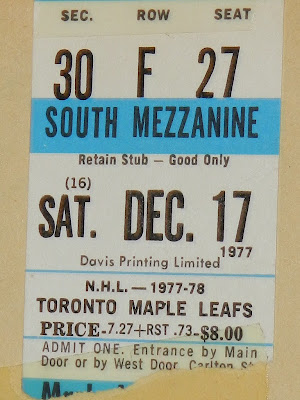 SEC. ROW SEAT
30 F 27
SOUTH MEZZANINE
Retain Stub — Good Only
(16)
SAT. DEC. 17
1977
Davis Printing Limited
N.H.L. — 1977-78
TORONTO MAPLE LEAFS
PRICE-7.27+RST .73-$8.00
ADMIT ONE. Entrance by Main
Door or by West Door, Carlton St.